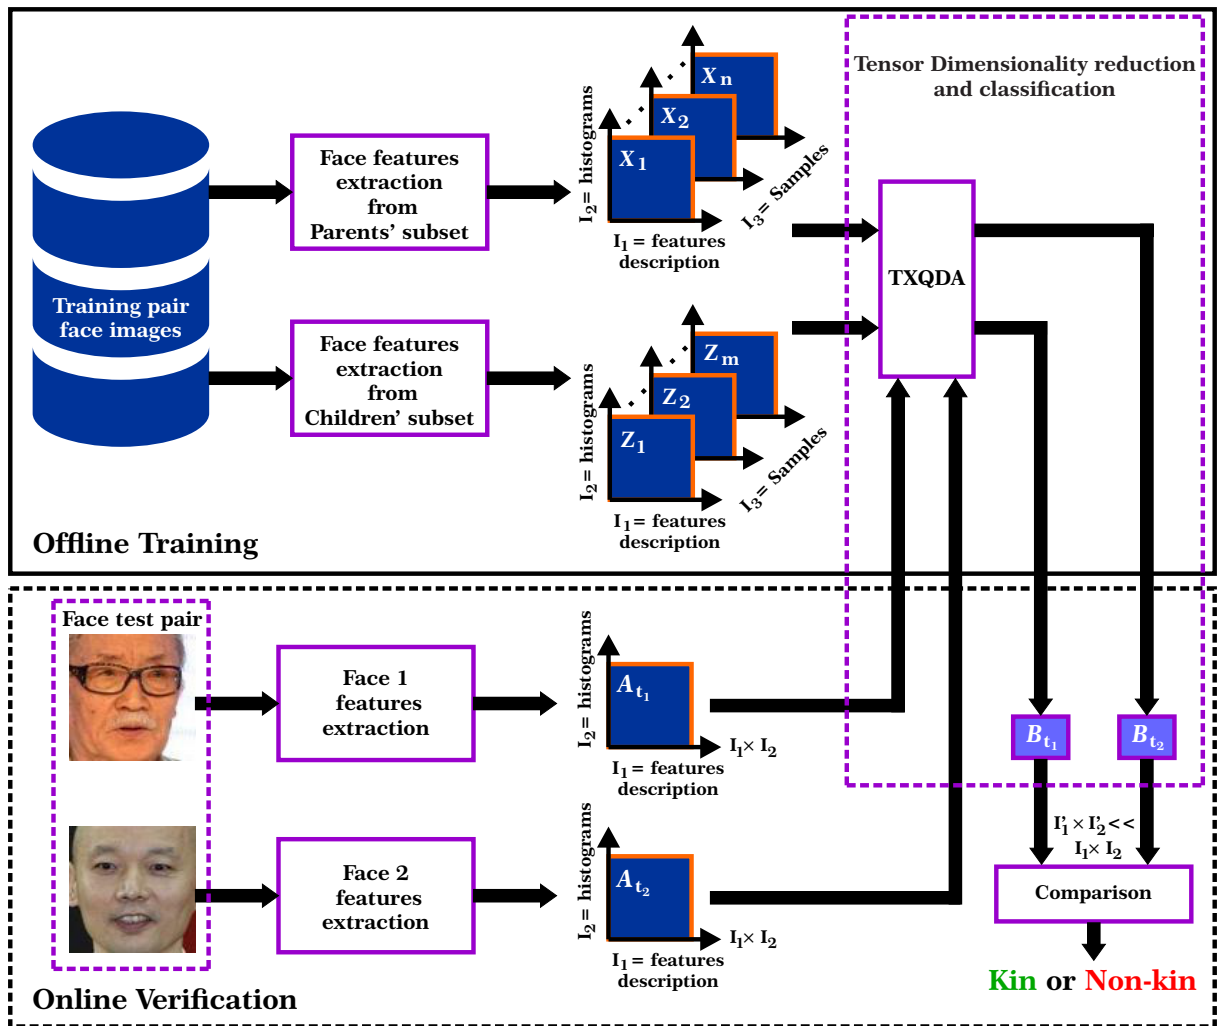 Tensor Dimensionality reduction
and classification
Face features
extraction
from
Parents' subset
I₂= histograms
X₁
X₂
Xₙ
I₃= Samples
I₁= features
description
Training pair
face images
TXQDA
Face features
extraction
from
Children' subset
I₂= histograms
Z₁
Z₂
Zₘ
I₃= Samples
I₁= features
description
Offline Training
Face test pair
Face 1
features
extraction
I₂= histograms
Aₜ₁
I₁× I₂
I₁= features
description
Bₜ₁
Bₜ₂
I'₁ × I'₂<<
I₁× I₂
Face 2
features
extraction
I₂= histograms
Aₜ₂
I₁× I₂
I₁= features
description
Comparison
Kin or Non-kin
Online Verification